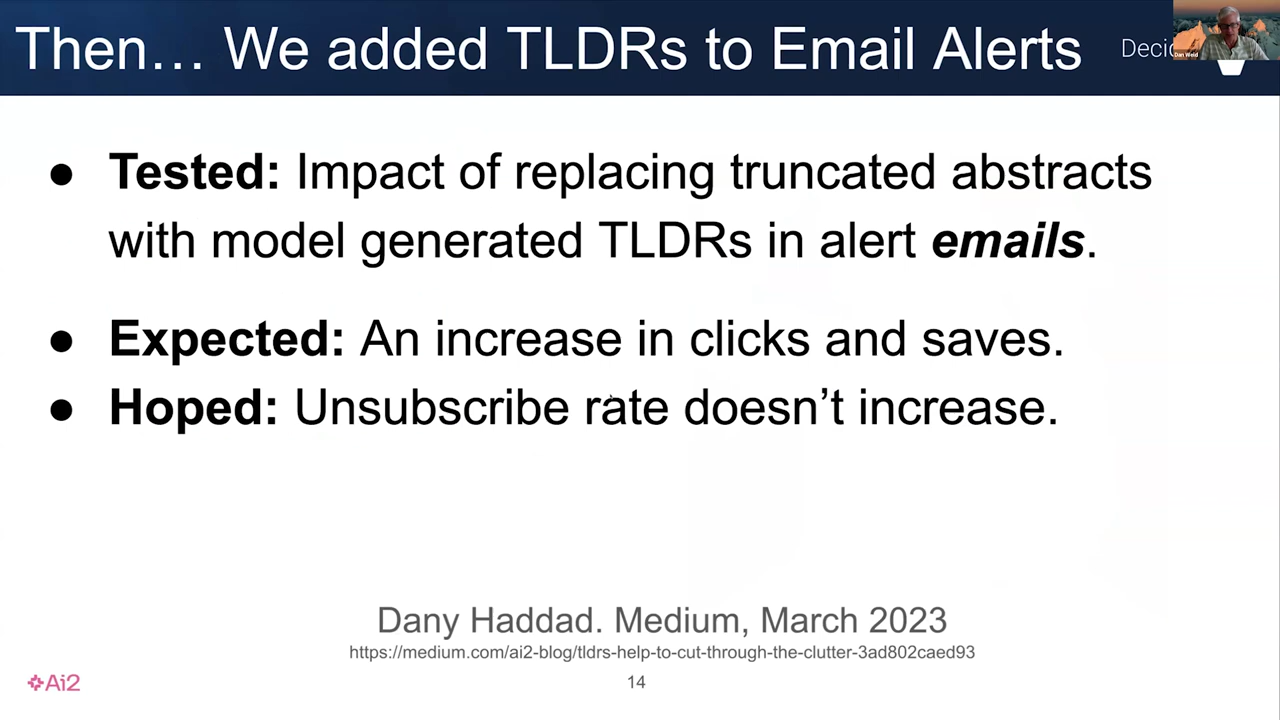 Then… We added TLDRs to Email Alerts
Dan Weld
● Tested: Impact of replacing truncated abstracts
with model generated TLDRs in alert emails.
● Expected: An increase in clicks and saves.
● Hoped: Unsubscribe rate doesn’t increase.
Dany Haddad. Medium, March 2023
https://medium.com/ai2-blog/tldrs-help-to-cut-through-the-clutter-3ad802caed93
Ai2
14